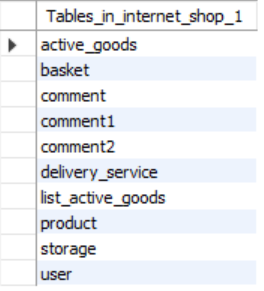 Tables_in_internet_shop_1
active_goods
basket
comment
comment1
comment2
delivery_service
list_active_goods
product
storage
user